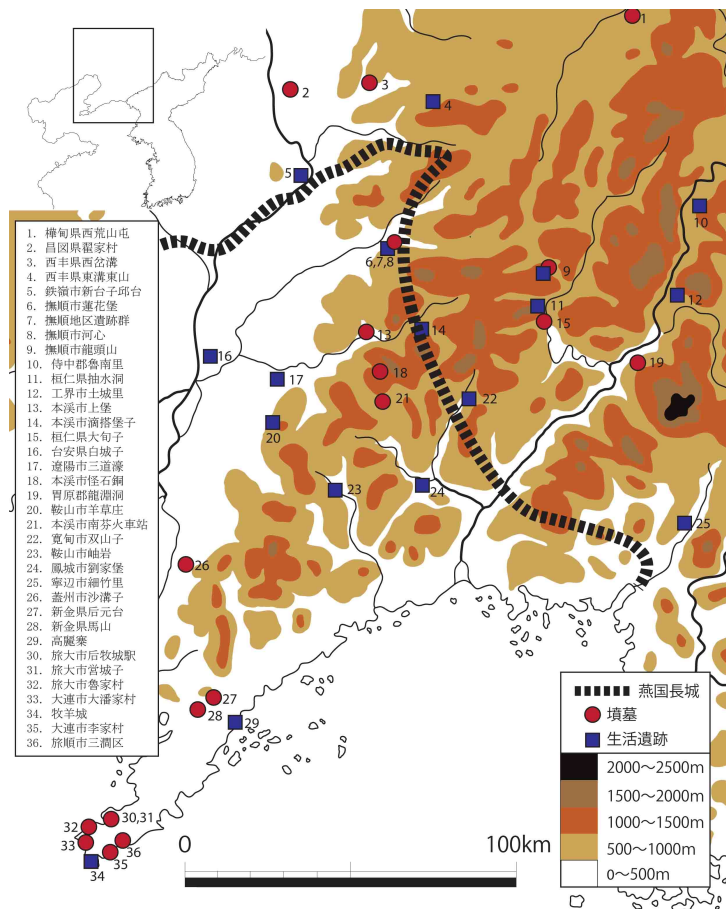 1. 樺甸県西荒山屯
2. 昌図県翟家村
3. 西丰県西岔溝
4. 西丰県東溝東山
5. 鉄嶺市新台子邱台
6. 撫順市蓮花堡
7. 撫順地区遺跡群
8. 撫順市河心
9. 撫順市龍頭山
10. 侍中郡魯南里
11. 桓仁県抽水洞
12. 工界市土城里
13. 本溪市上堡
14. 本溪市滴搭堡子
15. 桓仁県大旬子
16. 台安県白城子
17. 遼陽市三道濠
18. 本溪市怪石銅
19. 胃原郡龍淵洞
20. 鞍山市羊草庄
21. 本溪市南芬火車站
22. 寛甸市双山子
23. 鞍山市岫岩
24. 鳳城市劉家堡
25. 寧辺市細竹里
26. 蓋州市沙溝子
27. 新金県后元台
28. 新金県馬山
29. 高麗寨
30. 旅大市后牧城駅
31. 旅大市営城子
32. 旅大市魯家村
33. 大連市大潘家村
34. 牧羊城
35. 大連市李家村
36. 旅順市三澗区
1
2
3
4
5
10
6,7,8
9
12
11
13
14
15
16
17
18
19
20
21
22
23
24
25
26
27
28
29
30,31
32
33
34
35
36
0
100km
燕国長城
墳墓
生活遺跡
2000～2500m
1500～2000m
1000～1500m
500～1000m
0～500m